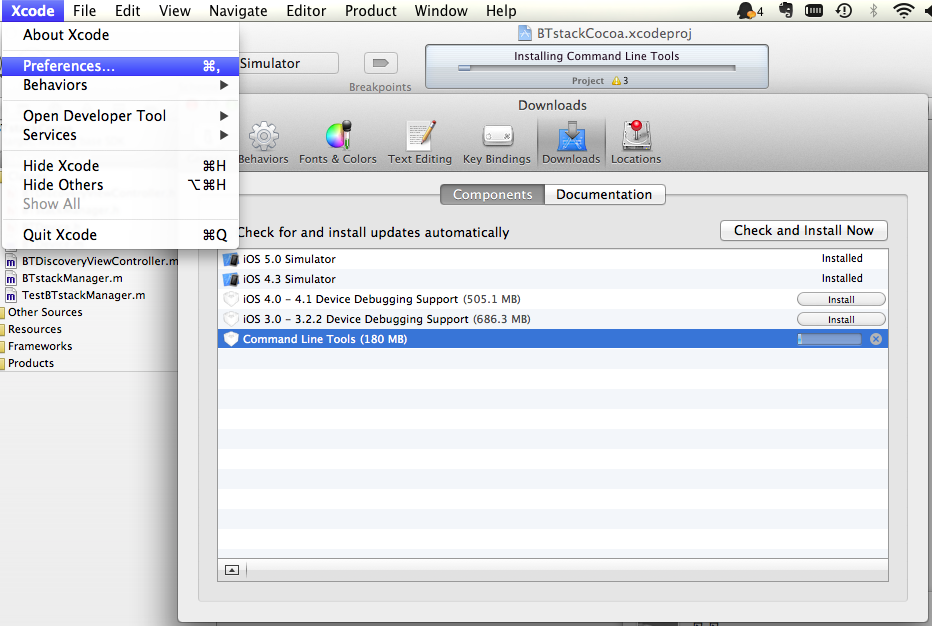 Xcode File Edit View Navigate Editor Product Window Help 4
About Xcode
Preferences... ⌘,
Behaviors
Open Developer Tool
Services
Hide Xcode ⌘H
Hide Others ⌥⌘H
Show All
Quit Xcode ⌘Q
BTstackCocoa.xcodeproj
Simulator
Breakpoints
Installing Command Line Tools
Project 3
Downloads
Behaviors Fonts & Colors Text Editing Key Bindings Downloads Locations
Components Documentation
Check for and install updates automatically
Check and Install Now
iOS 5.0 Simulator Installed
iOS 4.3 Simulator Installed
iOS 4.0 – 4.1 Device Debugging Support (505.1 MB) Install
iOS 3.0 – 3.2.2 Device Debugging Support (686.3 MB) Install
Command Line Tools (180 MB)
BTDiscoveryViewController.m
BTstackManager.m
TestBTstackManager.m
Other Sources
Resources
Frameworks
Products